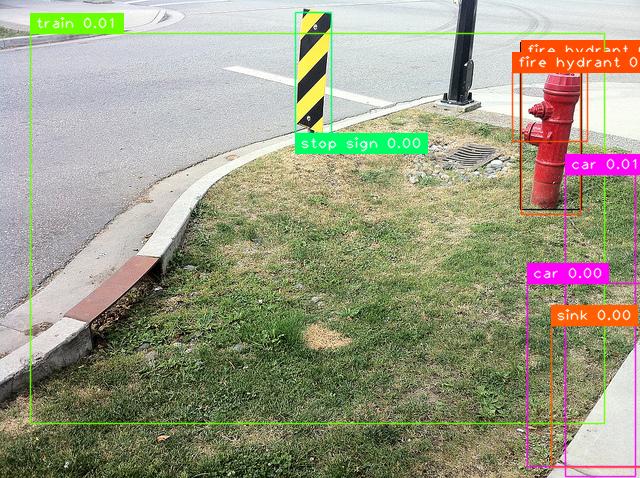 train 0.01
fire hydrant
fire hydrant 0
stop sign 0.00
car 0.01
car 0.00
sink 0.00